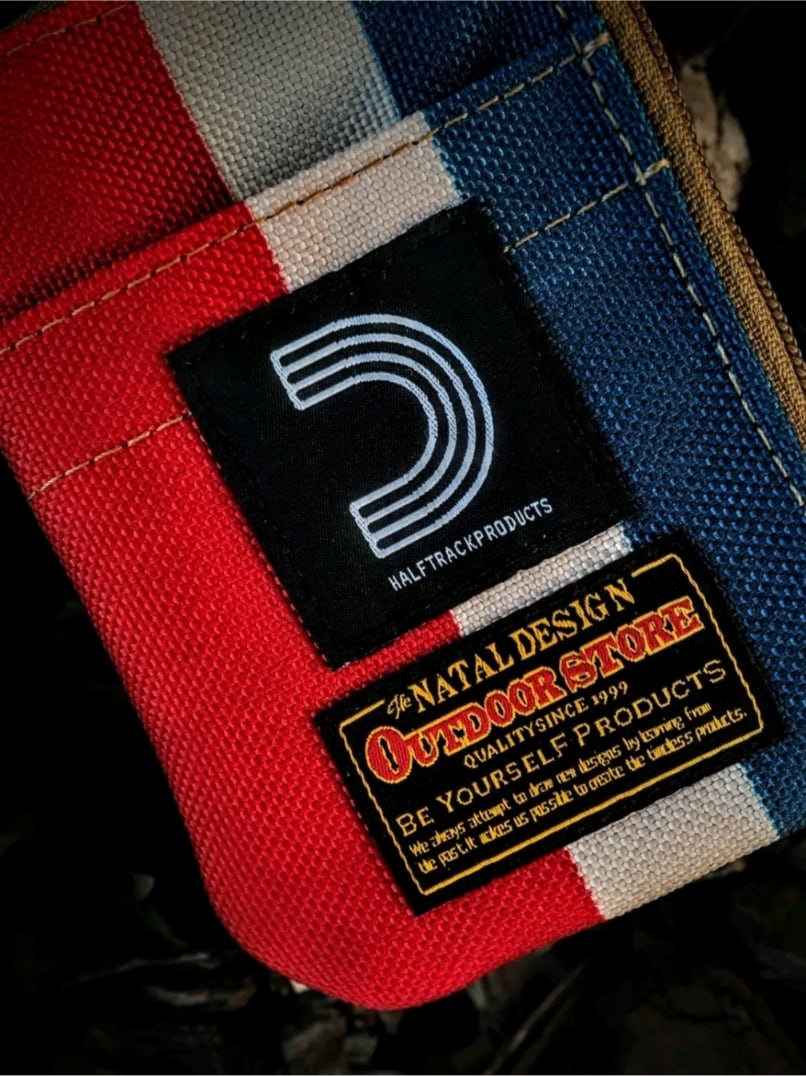 HALFTRACKPRODUCTS
The NATAL DESIGN
OUTDOOR STORE
QUALITY SINCE 1999
BE YOURSELF PRODUCTS
We always attempt to draw new designs by learning from
the past. It makes us possible to create the timeless products.